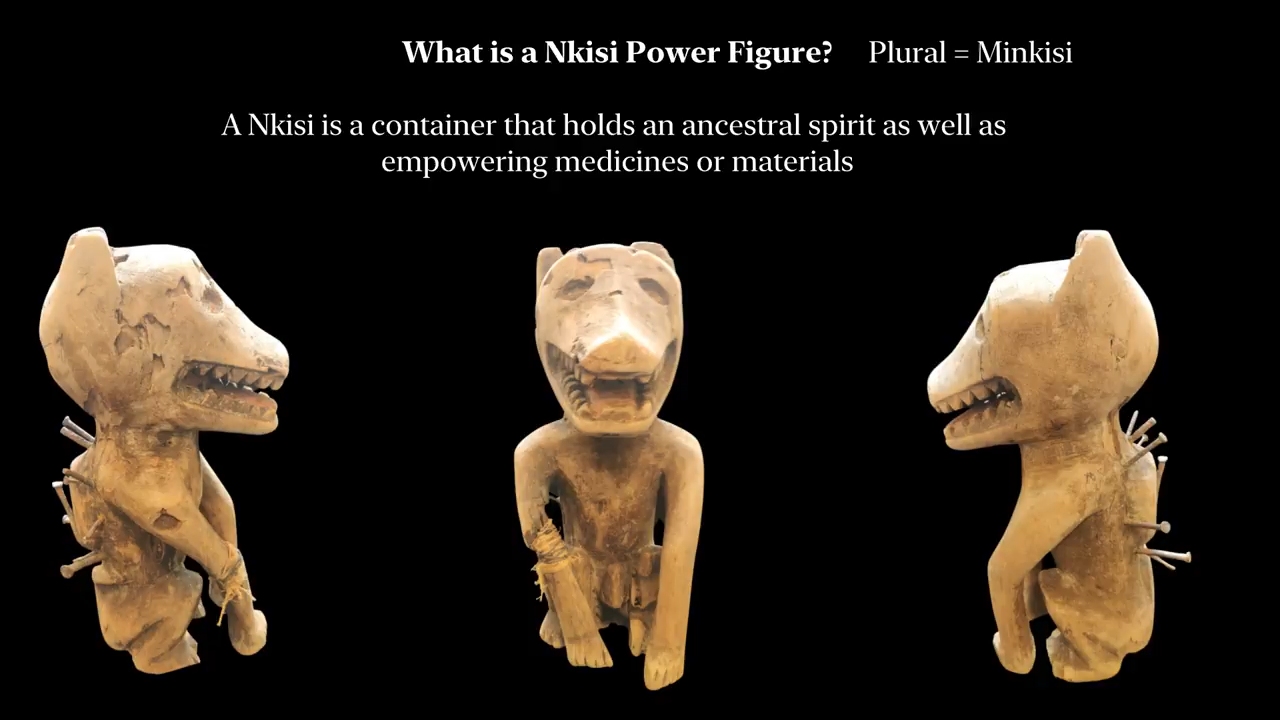 What is a Nkisi Power Figure? Plural = Minkisi
A Nkisi is a container that holds an ancestral spirit as well as
empowering medicines or materials